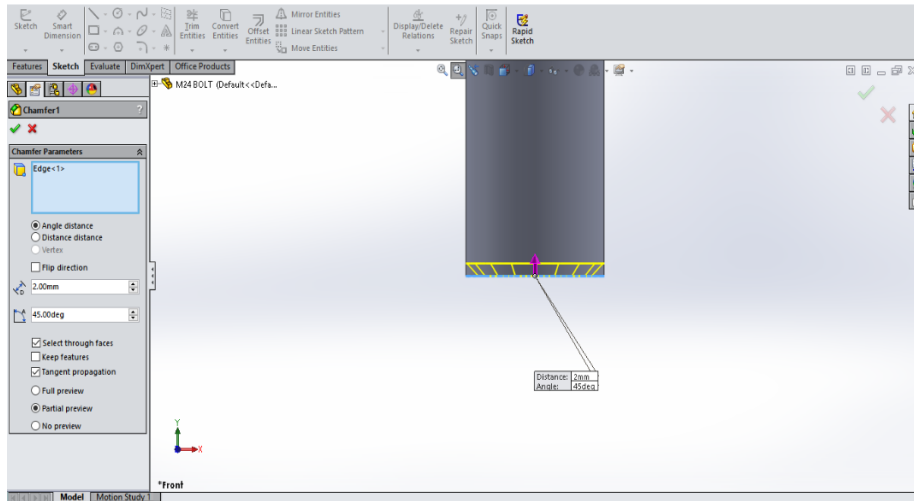 Sketch
Smart Dimension
Trim Entities
Convert Entities
Offset Entities
Mirror Entities
Linear Sketch Pattern
Move Entities
Display/Delete Relations
Repair Sketch
Quick Snaps
Rapid Sketch
Features Sketch Evaluate DimXpert Office Products
M24 BOLT (Default<<Defa...
Chamfer1 ?
Chamfer Parameters
Edge<1>
Angle distance
Distance distance
Vertex
Flip direction
D 2.00mm
45.00deg
Select through faces
Keep features
Tangent propagation
Full preview
Partial preview
No preview
Distance: 2mm
Angle: 45deg
Y
X
*Front
Model Motion Study 1